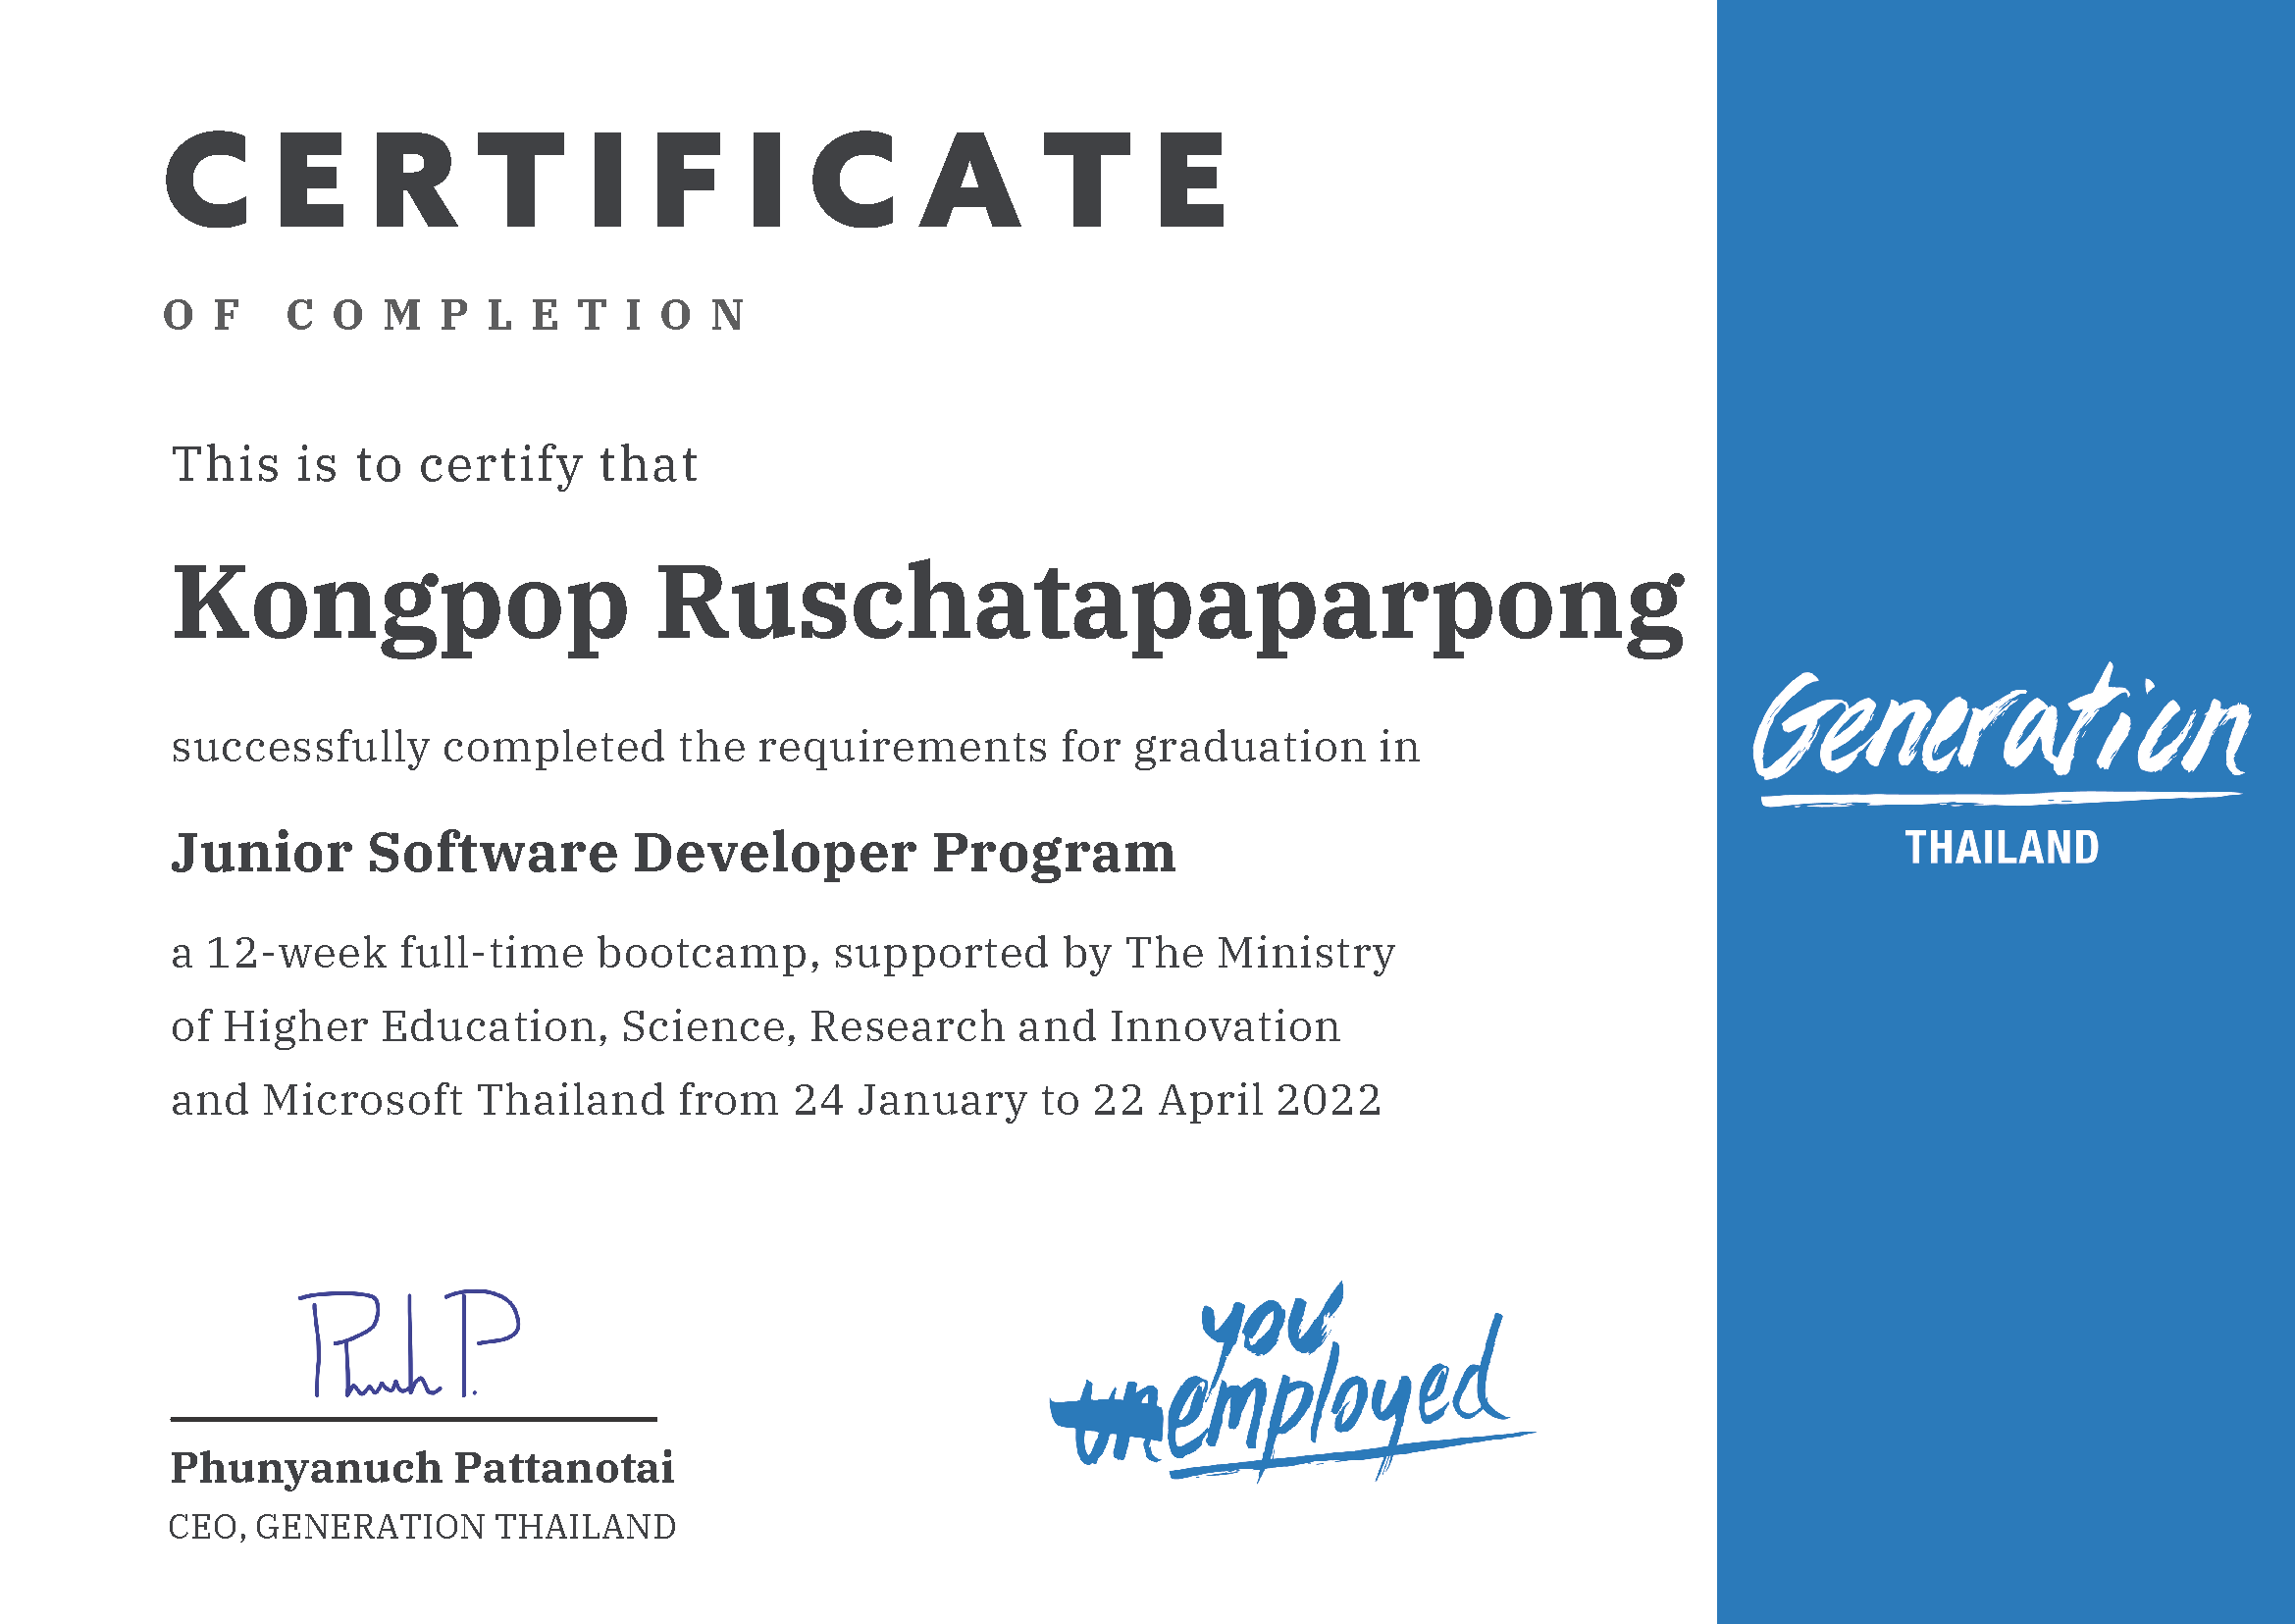 CERTIFICATE
OF COMPLETION
This is to certify that
Kongpop Ruschatapaparpong
successfully completed the requirements for graduation in
Junior Software Developer Program
a 12-week full-time bootcamp, supported by The Ministry
of Higher Education, Science, Research and Innovation
and Microsoft Thailand from 24 January to 22 April 2022
Phunyanuch Pattanotai
CEO, GENERATION THAILAND
you
unemployed
Generation
THAILAND